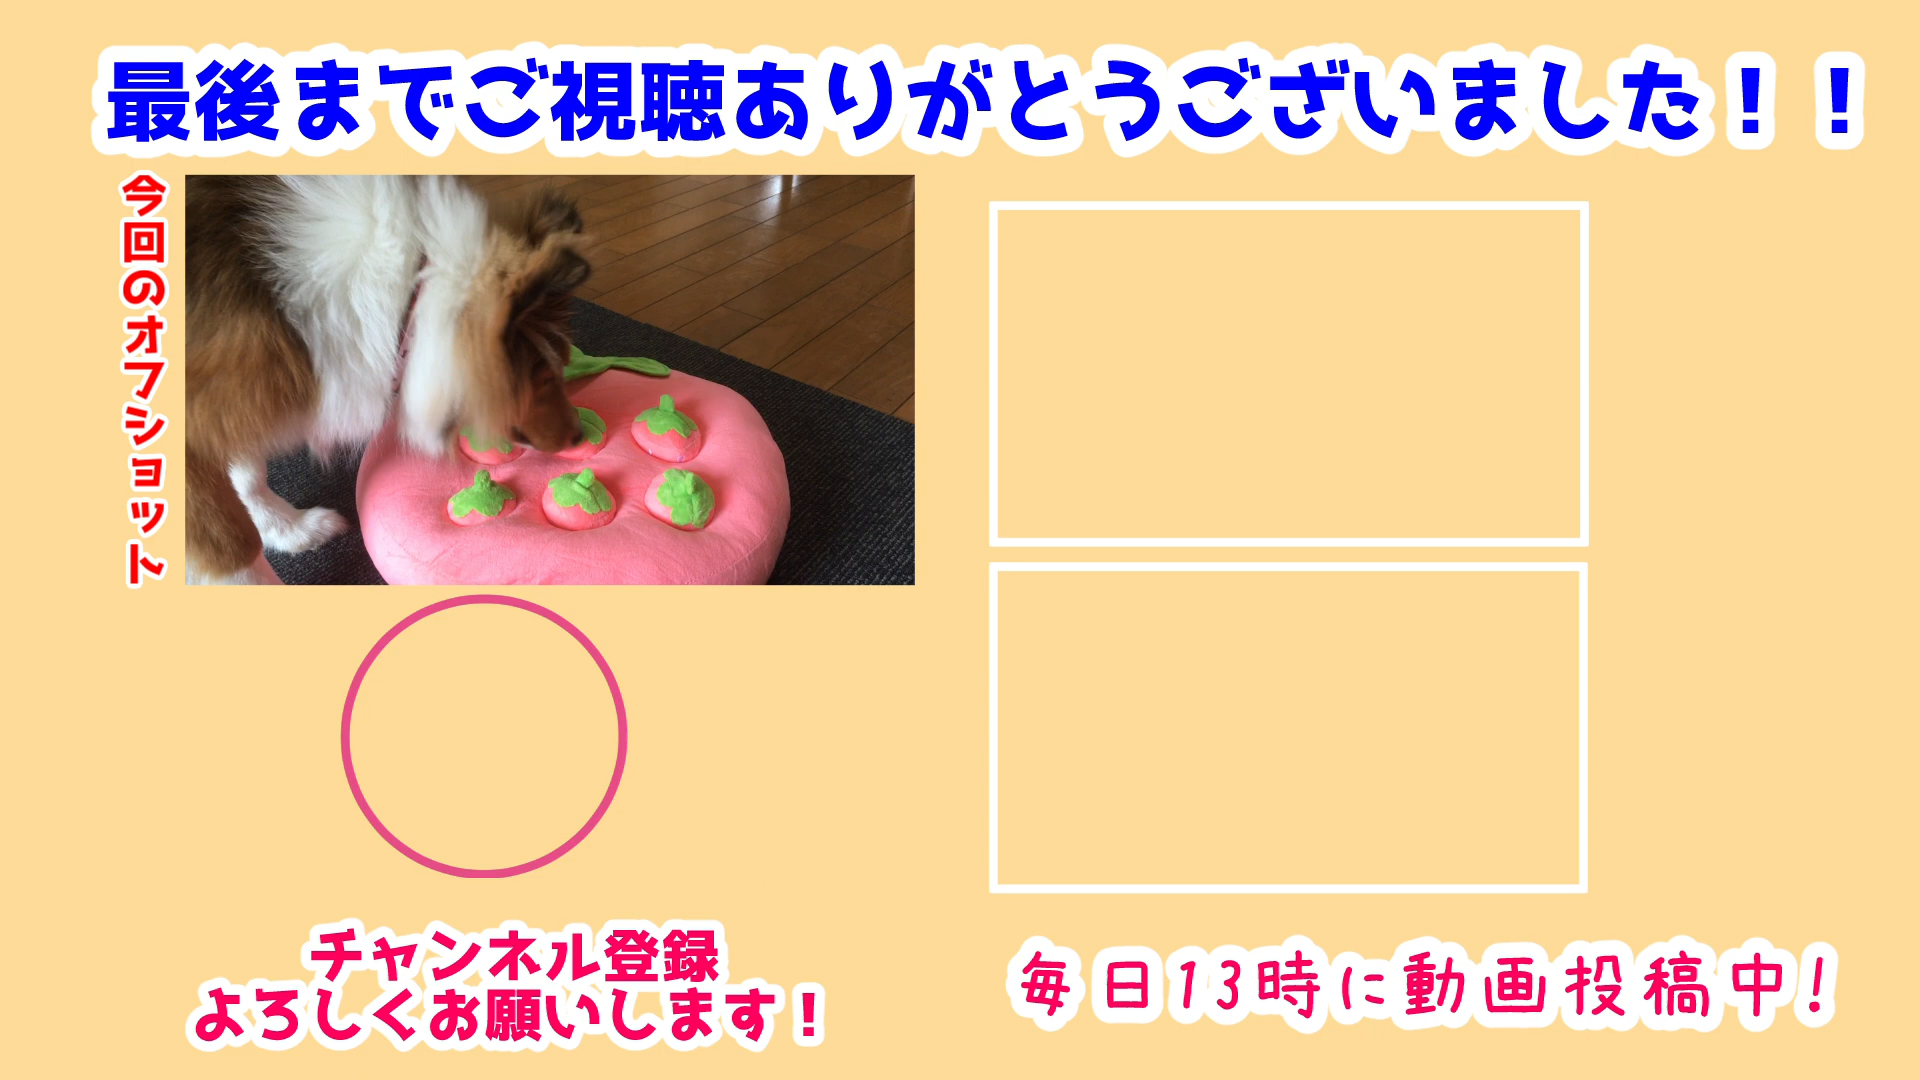 最後までご視聴ありがとうございました！！
今回のオフショット
チャンネル登録
よろしくお願いします！
毎日13時に動画投稿中！